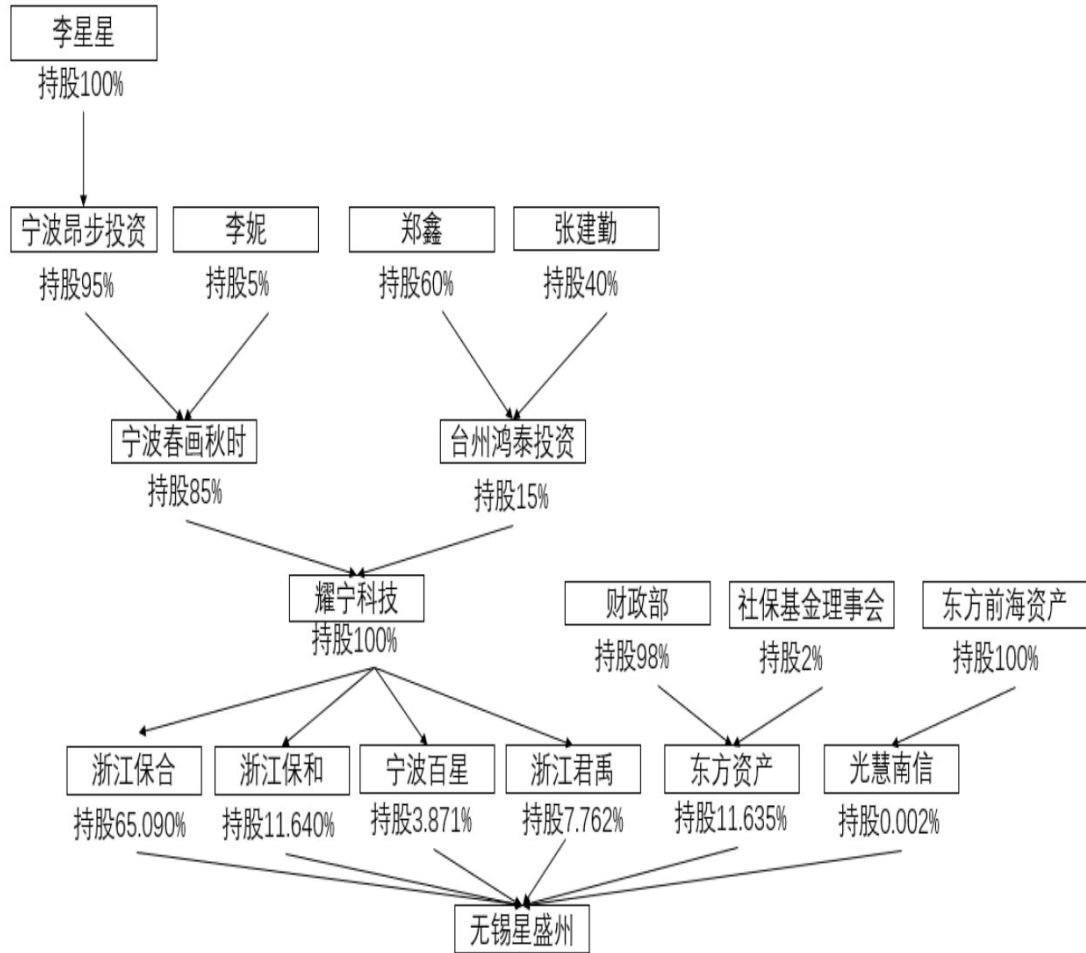 李星星
持股100%
宁波昂步投资
李妮
郑鑫
张建勤
持股95%
持股5%
持股60%
持股40%
宁波春画秋时
台州鸿泰投资
持股85%
持股15%
耀宁科技
财政部
社保基金理事会
东方前海资产
持股100%
持股98%
持股2%
持股100%
浙江保合
浙江保和
宁波百星
浙江君禹
东方资产
光慧南信
持股65.090%
持股11.640%
持股3.871%
持股7.762%
持股11.635%
持股0.002%
无锡星盛州